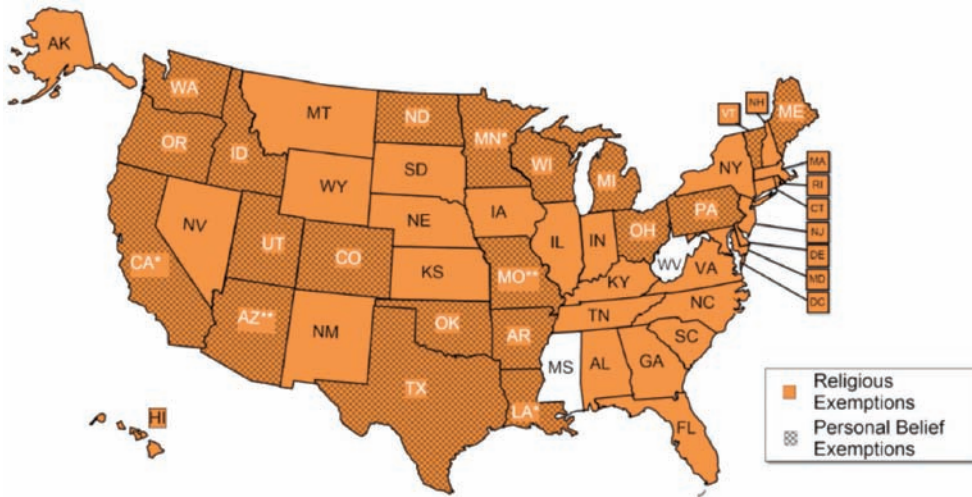 AK
WA
MT
ND
MN*
VT
NH
ME
OR
ID
SD
WI
MI
NY
MA
RI
CT
WY
NV
NE
IA
PA
NJ
DE
MD
DC
UT
CO
IL
IN
OH
WV
VA
CA*
KS
MO**
KY
NC
AZ**
NM
OK
AR
TN
SC
MS
AL
GA
TX
LA*
FL
HI
Religious
Exemptions
Personal Belief
Exemptions